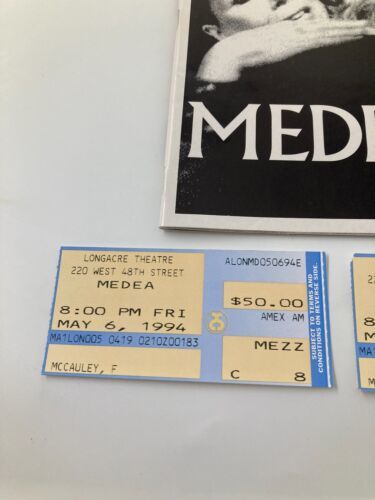 MEDE
LONGACRE THEATRE
220 WEST 48TH STREET
MEDEA
8:00 PM FRI
MAY 6, 1994
MA1LON005 0419 0210Z00183
MCCAULEY, F
ALONMD050694E
$50.00
AMEX AM
MEZZ
C 8
SUBJECT TO TERMS AND
CONDITIONS ON REVERSE SIDE.